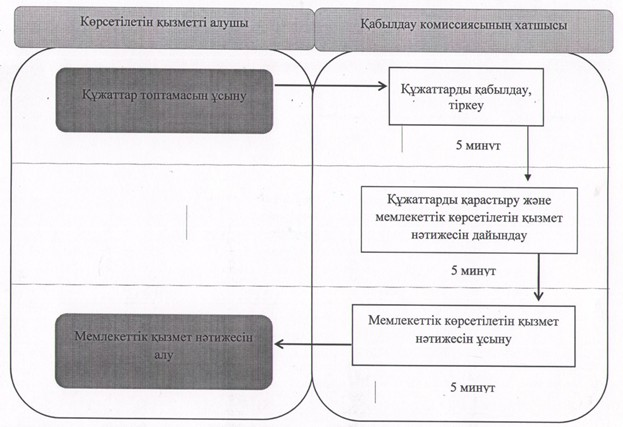 Көрсетілетін қызметті алушы
Қабылдау комиссиясының хатшысы
Құжаттар топтамасын ұсыну
Құжаттарды қабылдау,
тіркеу
5 минут
Құжаттарды қарастыру және
мемлекеттік көрсетілетін қызмет
нәтижесін дайындау
5 минут
Мемлекеттік қызмет нәтижесін
алу
Мемлекеттік көрсетілетін қызмет
нәтижесін ұсыну
5 минут